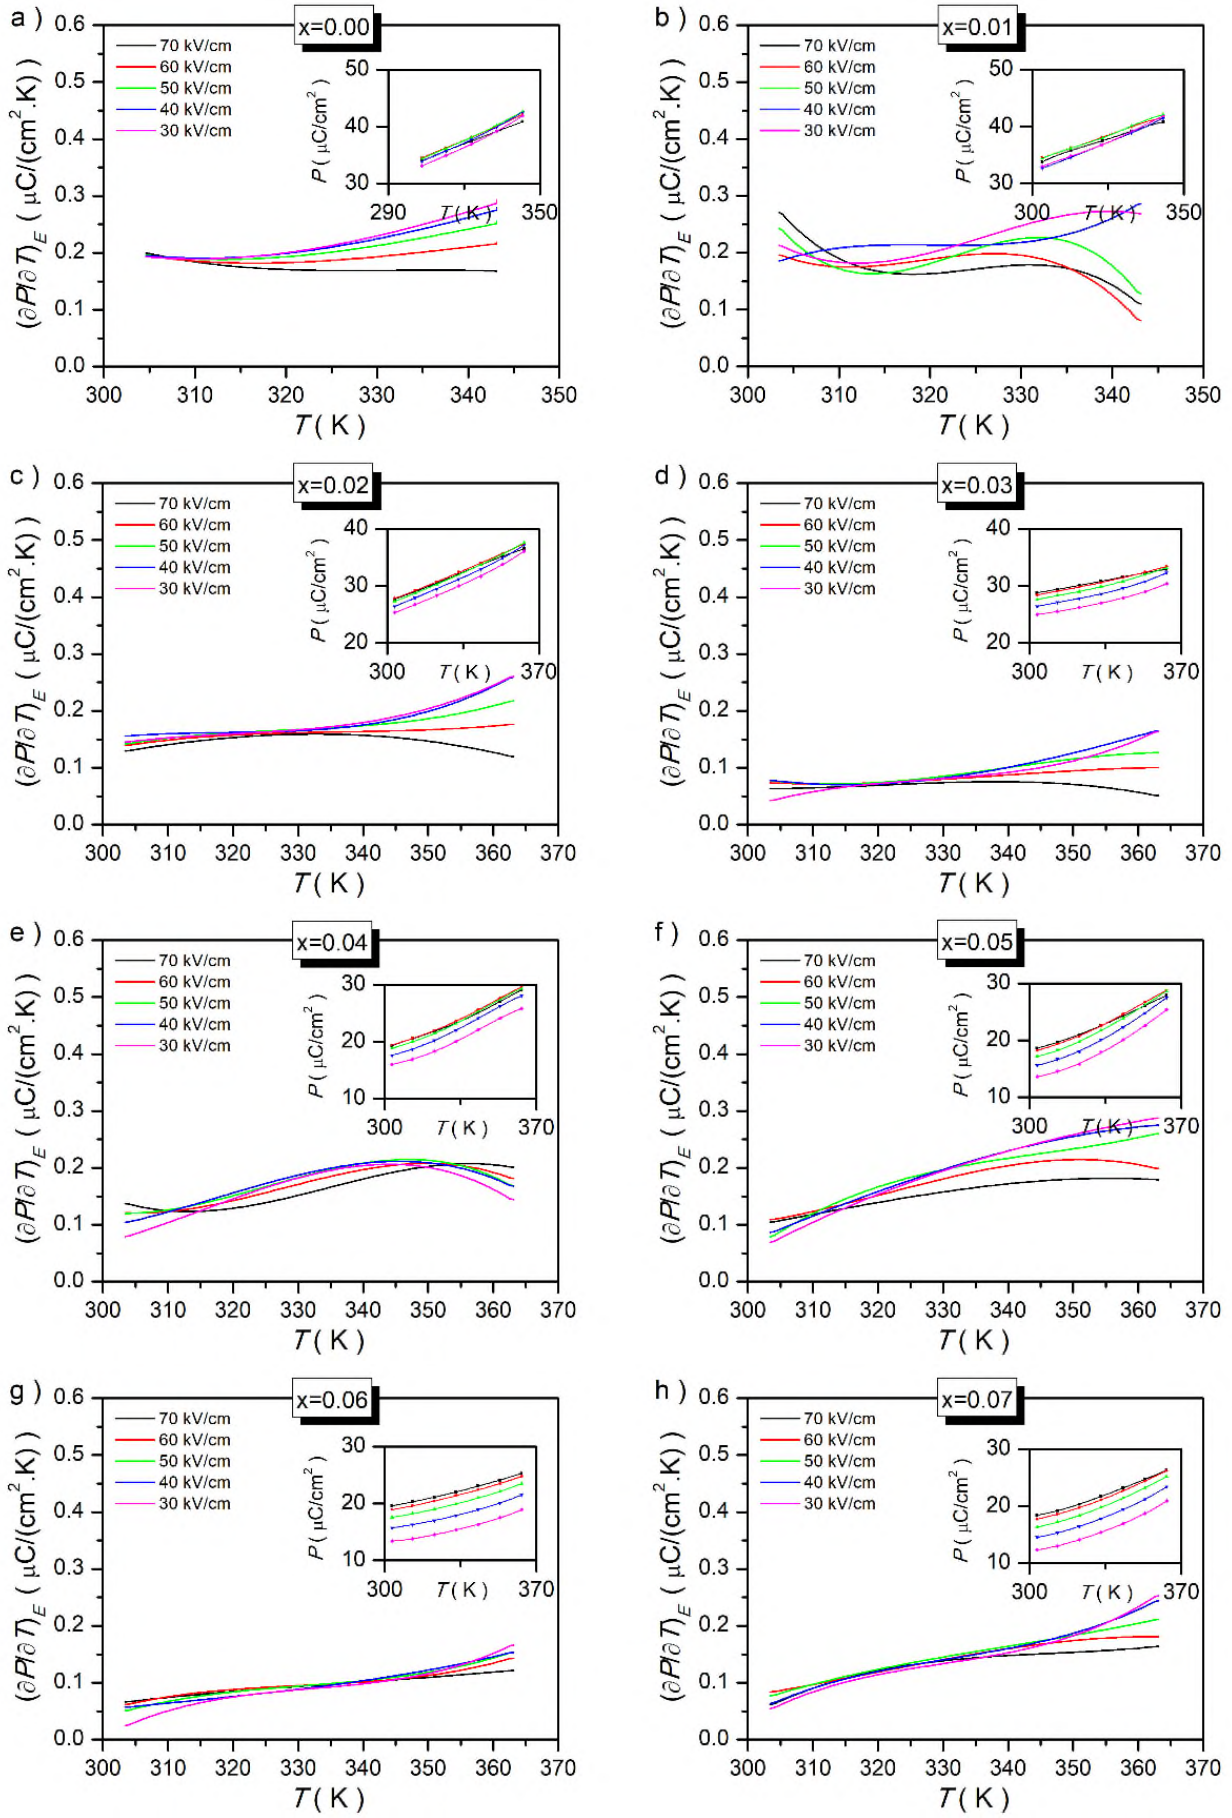 a )
x=0.00
70 kV/cm
60 kV/cm
50 kV/cm
40 kV/cm
30 kV/cm
0.6
0.5
0.4
0.3
0.2
0.1
0.0
(∂P/∂T)E ( μC/(cm2.K)
300 310 320 330 340 350
T ( K )
P ( μC/cm2 )
50
40
30
290 T ( K ) 350
b )
x=0.01
70 kV/cm
60 kV/cm
50 kV/cm
40 kV/cm
30 kV/cm
0.6
0.5
0.4
0.3
0.2
0.1
0.0
(∂P/∂T)E ( μC/(cm2.K)
300 310 320 330 340 350
T ( K )
P ( μC/cm2 )
50
40
30
300 T ( K ) 350
c )
x=0.02
70 kV/cm
60 kV/cm
50 kV/cm
40 kV/cm
30 kV/cm
0.6
0.5
0.4
0.3
0.2
0.1
0.0
(∂P/∂T)E ( μC/(cm2.K)
300 310 320 330 340 350 360 370
T ( K )
P ( μC/cm2 )
40
30
20
300 T ( K ) 370
d )
x=0.03
70 kV/cm
60 kV/cm
50 kV/cm
40 kV/cm
30 kV/cm
0.6
0.5
0.4
0.3
0.2
0.1
0.0
(∂P/∂T)E ( μC/(cm2.K)
300 310 320 330 340 350 360 370
T ( K )
P ( μC/cm2 )
40
30
20
300 T ( K ) 370
e )
x=0.04
70 kV/cm
60 kV/cm
50 kV/cm
40 kV/cm
30 kV/cm
0.6
0.5
0.4
0.3
0.2
0.1
0.0
(∂P/∂T)E ( μC/(cm2.K)
300 310 320 330 340 350 360 370
T ( K )
P ( μC/cm2 )
30
20
10
300 T ( K ) 370
f )
x=0.05
70 kV/cm
60 kV/cm
50 kV/cm
40 kV/cm
30 kV/cm
0.6
0.5
0.4
0.3
0.2
0.1
0.0
(∂P/∂T)E ( μC/(cm2.K)
300 310 320 330 340 350 360 370
T ( K )
P ( μC/cm2 )
30
20
10
300 T ( K ) 370
g )
x=0.06
70 kV/cm
60 kV/cm
50 kV/cm
40 kV/cm
30 kV/cm
0.6
0.5
0.4
0.3
0.2
0.1
0.0
(∂P/∂T)E ( μC/(cm2.K)
300 310 320 330 340 350 360 370
T ( K )
P ( μC/cm2 )
30
20
10
300 T ( K ) 370
h )
x=0.07
70 kV/cm
60 kV/cm
50 kV/cm
40 kV/cm
30 kV/cm
0.6
0.5
0.4
0.3
0.2
0.1
0.0
(∂P/∂T)E ( μC/(cm2.K)
300 310 320 330 340 350 360 370
T ( K )
P ( μC/cm2 )
30
20
10
300 T ( K ) 370